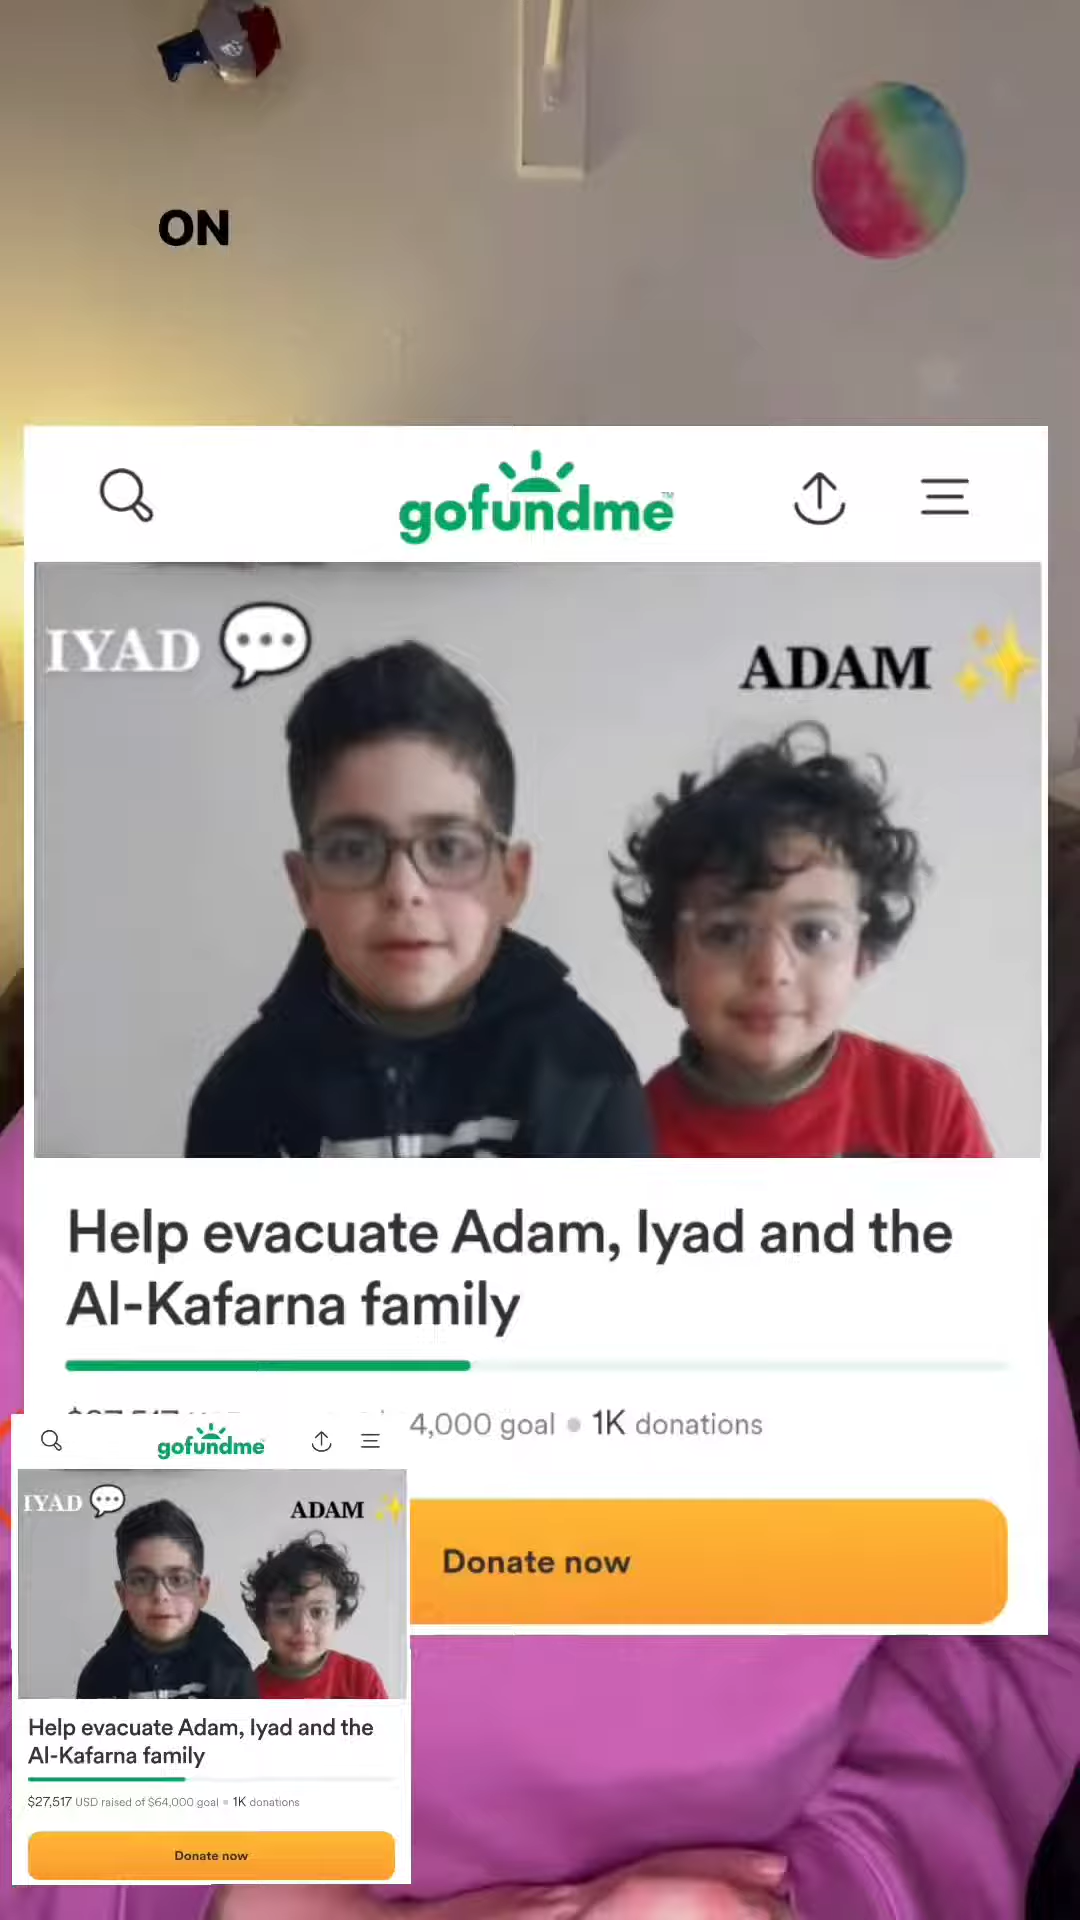 ON
gofundme
IYAD
ADAM
Help evacuate Adam, Iyad and the
Al-Kafarna family
4,000 goal • 1K donations
Donate now
gofundme
IYAD
ADAM
Help evacuate Adam, Iyad and the
Al-Kafarna family
$27,517 USD raised of $64,000 goal • 1K donations
Donate now